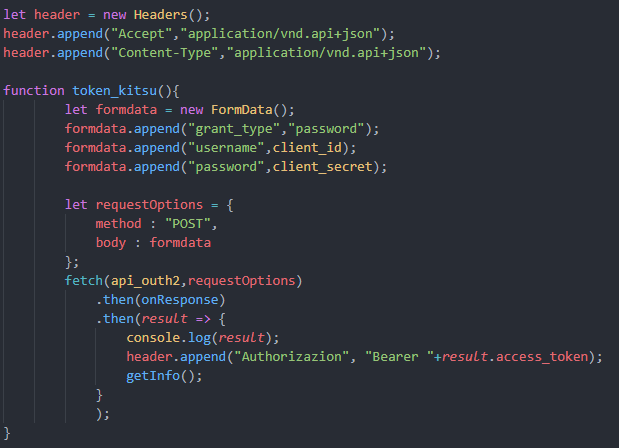 let header = new Headers();
header.append("Accept","application/vnd.api+json");
header.append("Content-Type","application/vnd.api+json");
function token_kitsu(){
let formdata = new FormData();
formdata.append("grant_type","password");
formdata.append("username",client_id);
formdata.append("password",client_secret);
let requestOptions = {
method : "POST",
body : formdata
};
fetch(api_outh2,requestOptions)
.then(onResponse)
.then(result => {
console.log(result);
header.append("Authorizazion", "Bearer "+result.access_token);
getInfo();
}
);
}